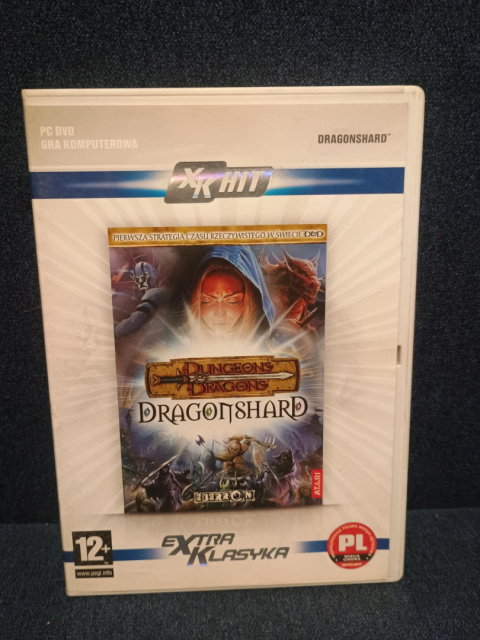 PC DVD
GRA KOMPUTEROWA
DRAGONSHARD
XK HIT
PIERWSZA STRATEGIA CZASU RZECZYWISTEGO W ŚWIECIE D&D
DUNGEONS
DRAGONS
DRAGONSHARD
EBERRON
ATARI
12+
www.pegi.info
EXTRA
KLASYKA
PL